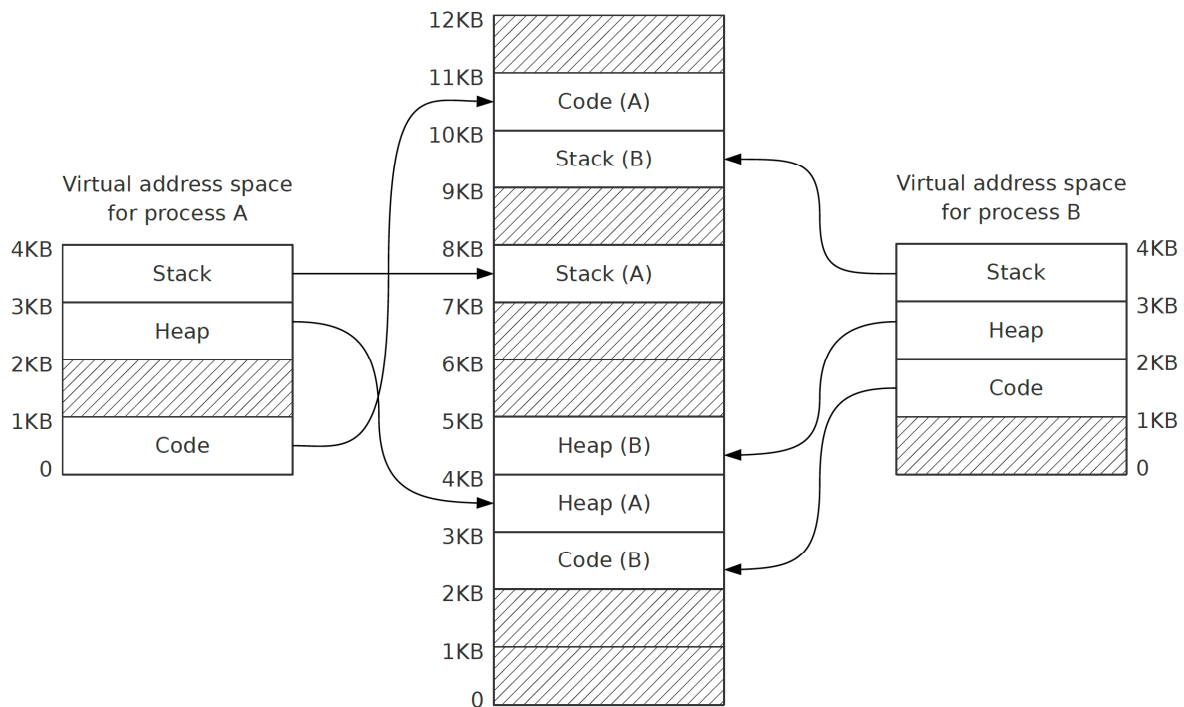 Virtual address space
for process A
4KB
Stack
3KB
Heap
2KB
1KB
Code
0
12KB
11KB
Code (A)
10KB
Stack (B)
9KB
8KB
Stack (A)
7KB
6KB
5KB
Heap (B)
4KB
Heap (A)
3KB
Code (B)
2KB
1KB
0
Virtual address space
for process B
4KB
Stack
3KB
Heap
2KB
Code
1KB
0